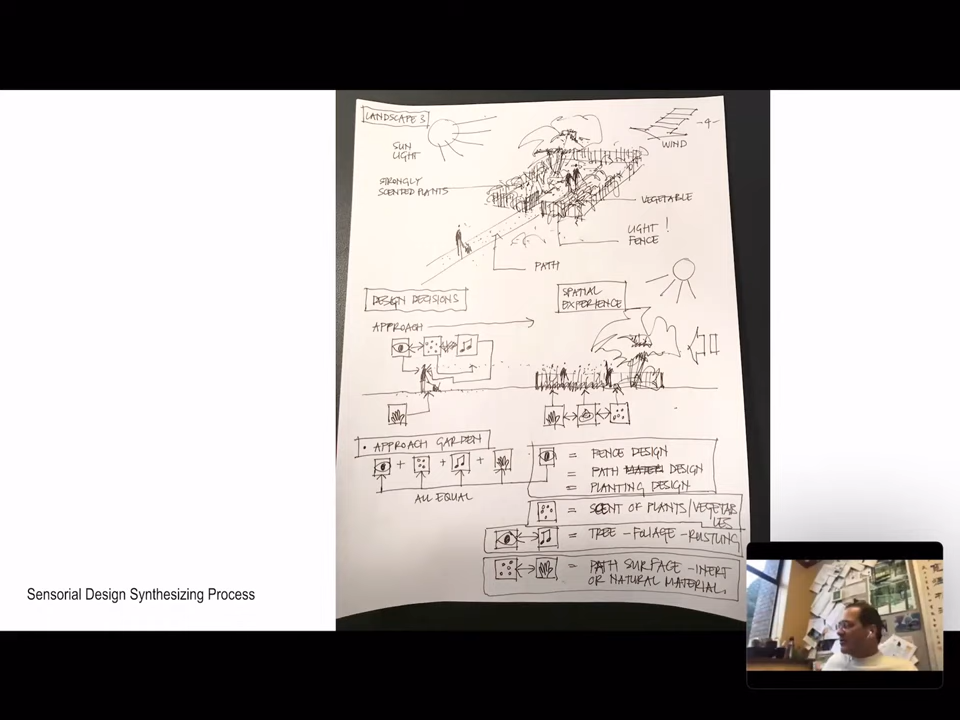 LANDSCAPE 3
-4-
SUN
LIGHT
WIND
STRONGLY
SCENTED PLANTS
VEGETABLE
LIGHT !
FENCE
PATH
DESIGN DECISIONS
SPATIAL
EXPERIENCE
APPROACH
• APPROACH GARDEN
+ + +
ALL EQUAL
= FENCE DESIGN
= PATH DESIGN
= PLANTING DESIGN
= SCENT OF PLANTS/VEGETAB
LES
= TREE - FOLIAGE - RUSTLING
= PATH SURFACE - INERT
OR NATURAL MATERIAL.
Sensorial Design Synthesizing Process